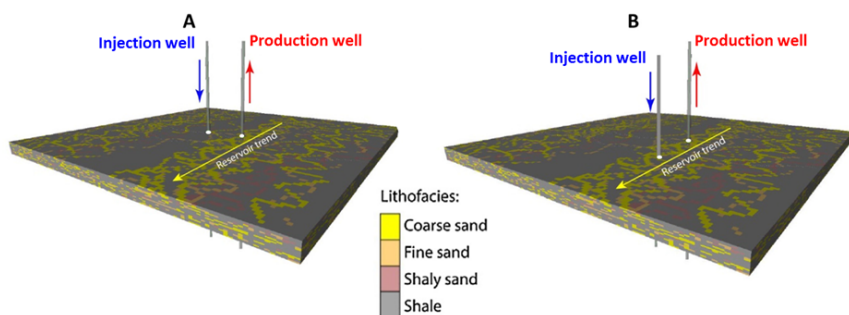 A
Injection well
Production well
Reservoir trend
B
Injection well
Production well
Reservoir trend
Lithofacies:
Coarse sand
Fine sand
Shaly sand
Shale